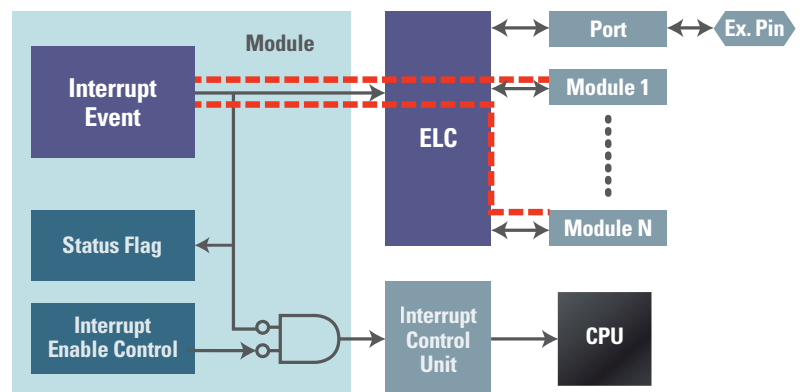 Module
Interrupt
Event
Status Flag
Interrupt
Enable Control
ELC
Port
Ex. Pin
Module 1
Module N
Interrupt
Control
Unit
CPU